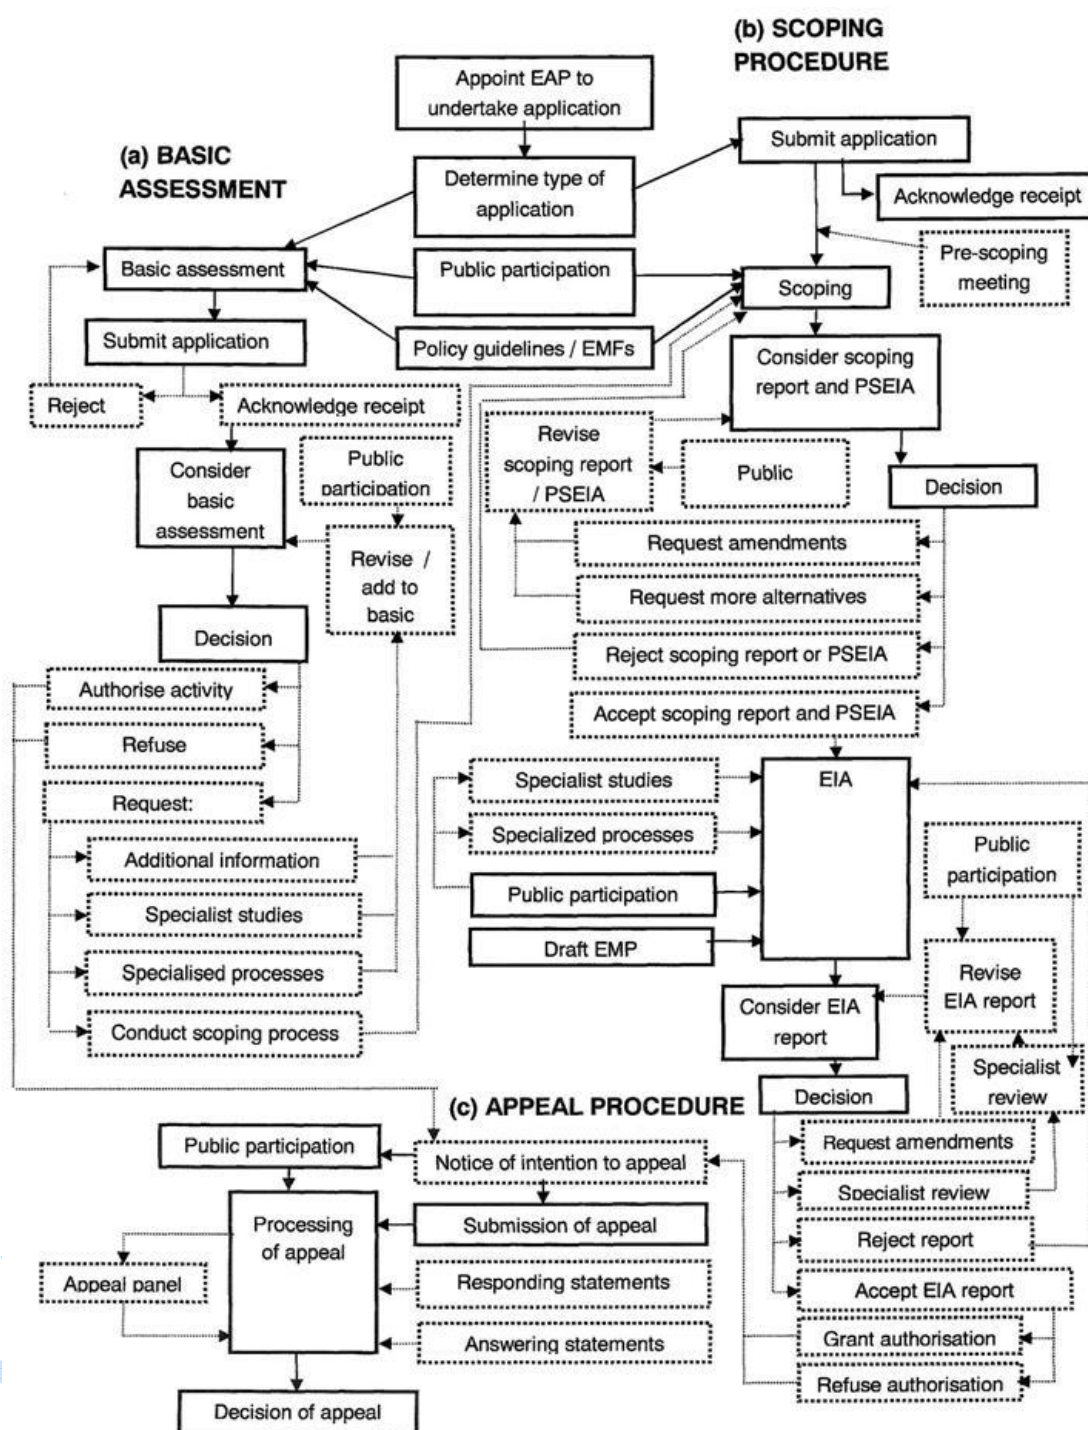 (b) SCOPING
PROCEDURE
Appoint EAP to
undertake application
Submit application
(a) BASIC
ASSESSMENT
Determine type of
application
Acknowledge receipt
Basic assessment
Public participation
Pre-scoping
meeting
Scoping
Submit application
Policy guidelines / EMFs
Consider scoping
report and PSEIA
Reject
Acknowledge receipt
Revise
scoping report
/ PSEIA
Public
participation
Public
Consider
basic
assessment
Decision
Request amendments
Revise /
add to
basic
Request more alternatives
Decision
Reject scoping report or PSEIA
Authorise activity
Accept scoping report and PSEIA
Refuse
EIA
Specialist studies
Request:
Specialized processes
Public
participation
Additional information
Public participation
Specialist studies
Draft EMP
Specialised processes
Revise
EIA report
Consider EIA
report
Conduct scoping process
Specialist
review
Decision
(c) APPEAL PROCEDURE
Public participation
Notice of intention to appeal
Request amendments
Specialist review
Processing
of appeal
Submission of appeal
Reject report
Appeal panel
Responding statements
Accept EIA report
Answering statements
Grant authorisation
Refuse authorisation
Decision of appeal